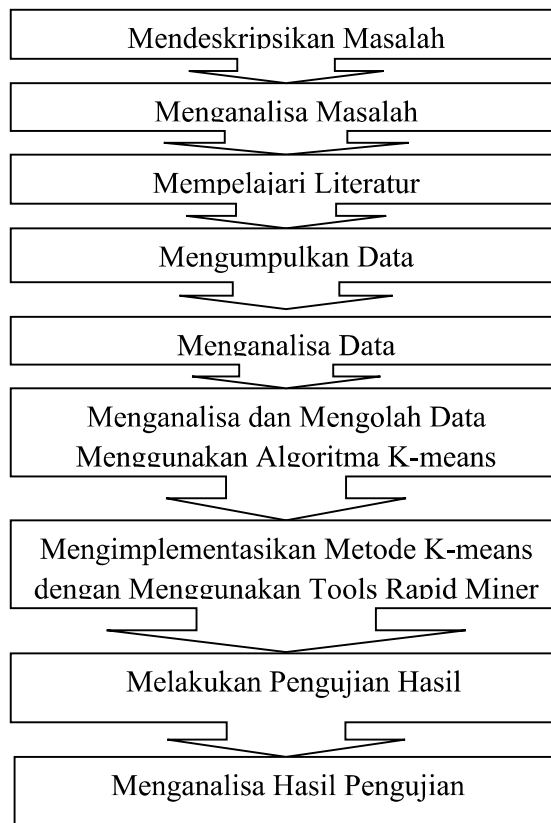 Mendeskripsikan Masalah
Menganalisa Masalah
Mempelajari Literatur
Mengumpulkan Data
Menganalisa Data
Menganalisa dan Mengolah Data
Menggunakan Algoritma K-means
Mengimplementasikan Metode K-means
dengan Menggunakan Tools Rapid Miner
Melakukan Pengujian Hasil
Menganalisa Hasil Pengujian